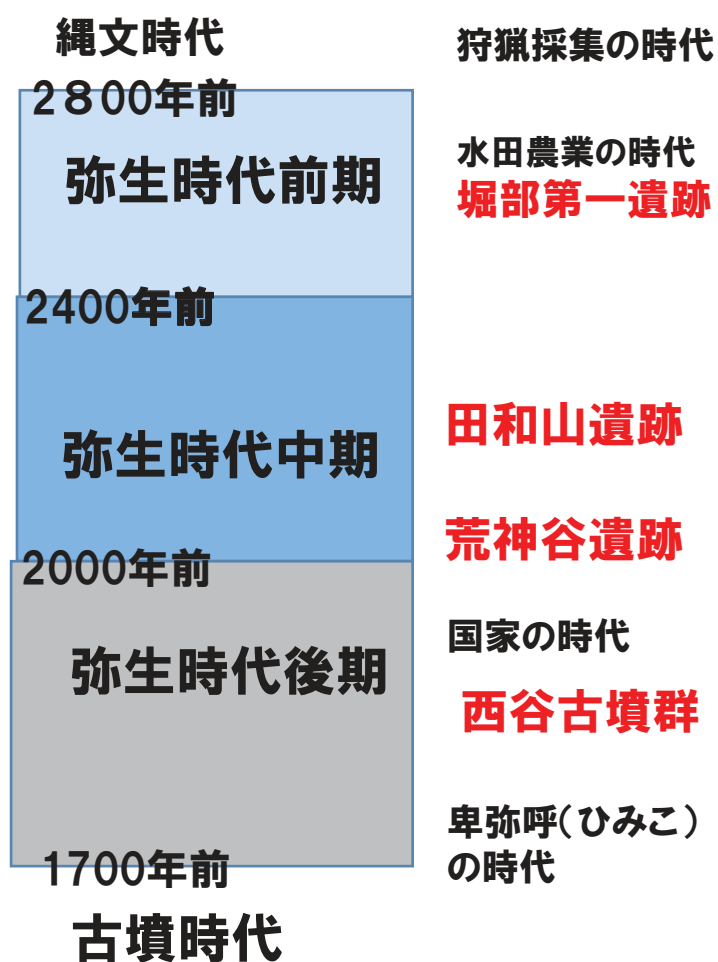 縄文時代
狩猟採集の時代
2８00年前
弥生時代前期
水田農業の時代
堀部第一遺跡
2400年前
弥生時代中期
田和山遺跡
荒神谷遺跡
2000年前
弥生時代後期
国家の時代
西谷古墳群
卑弥呼（ひみこ）
の時代
1700年前
古墳時代